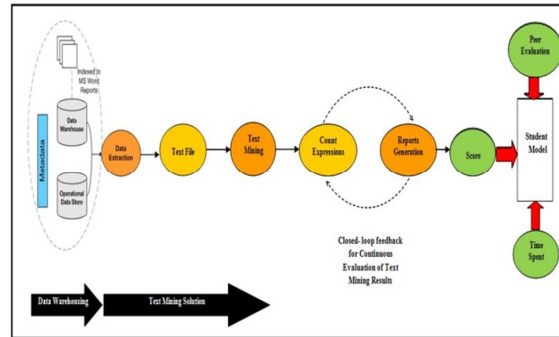 Indexed to
MS Word
Reports
Metadata
Data
Warehouse
Operational
Data Store
Data
Extraction
Text File
Text
Mining
Count
Expressions
Reports
Generation
Score
Peer
Evaluation
Student
Model
Time
Spent
Closed-loop feedback
for Continuous
Evaluation of Text
Mining Results
Data Warehousing
Text Mining Solution